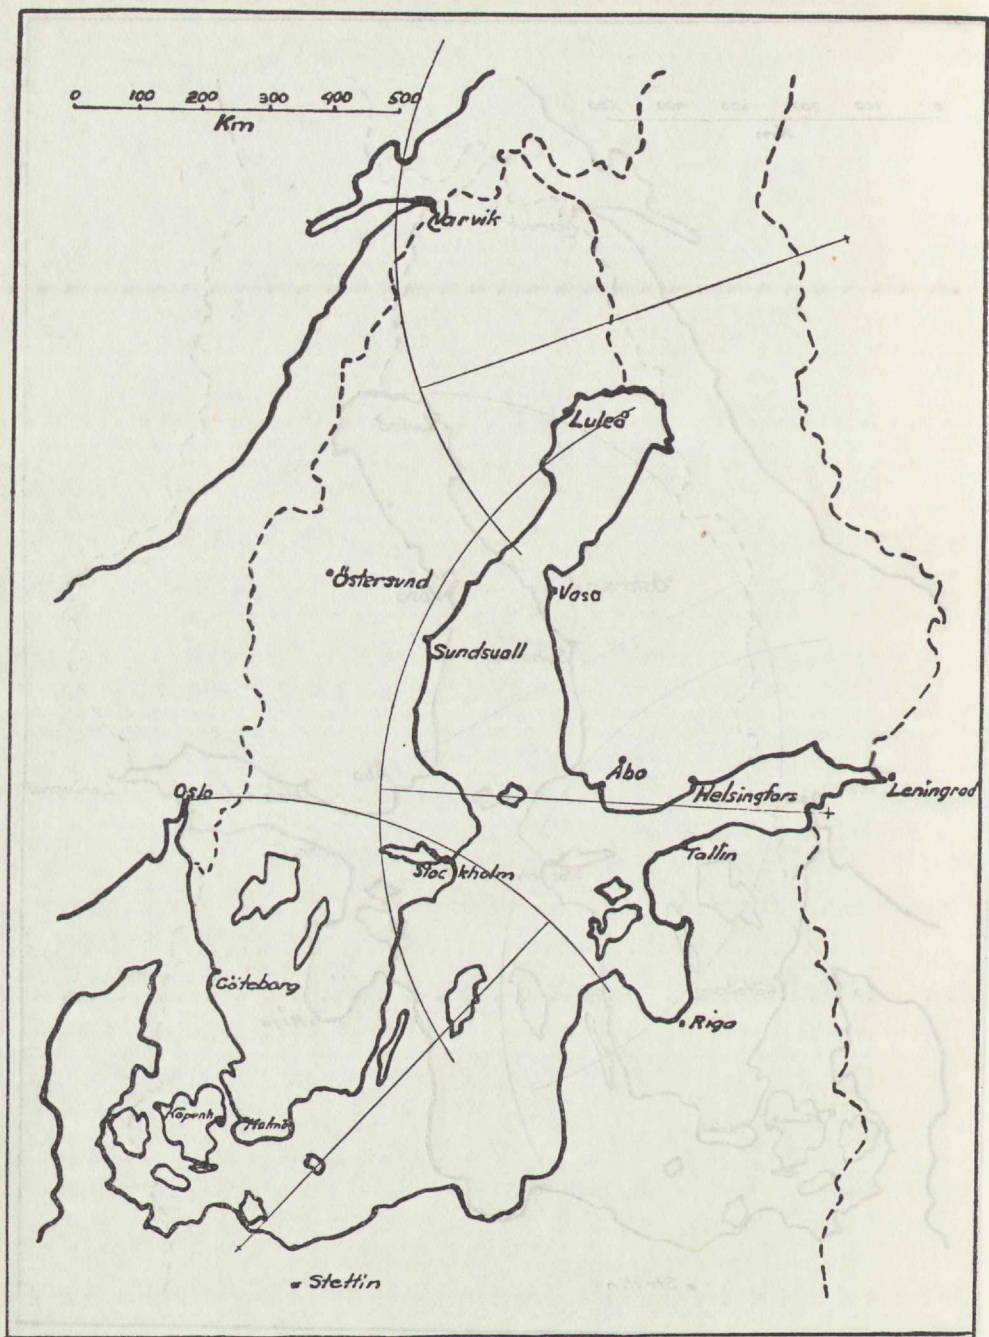 0 100 200 300 400 500
Km
Narvik
Luleå
Östersund
Vasa
Sundsvall
Åbo
Oslo
Helsingfors
Leningrad
Stockholm
Tallin
Göteborg
Riga
Köpenh
Malmö
Stettin